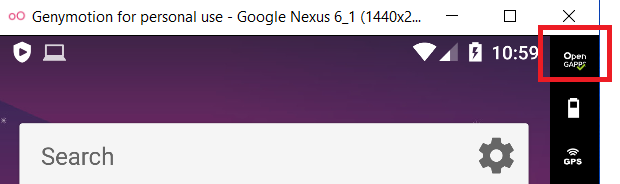 Genymotion for personal use - Google Nexus 6_1 (1440x2...
10:59
Open
GAPPS
Search
GPS